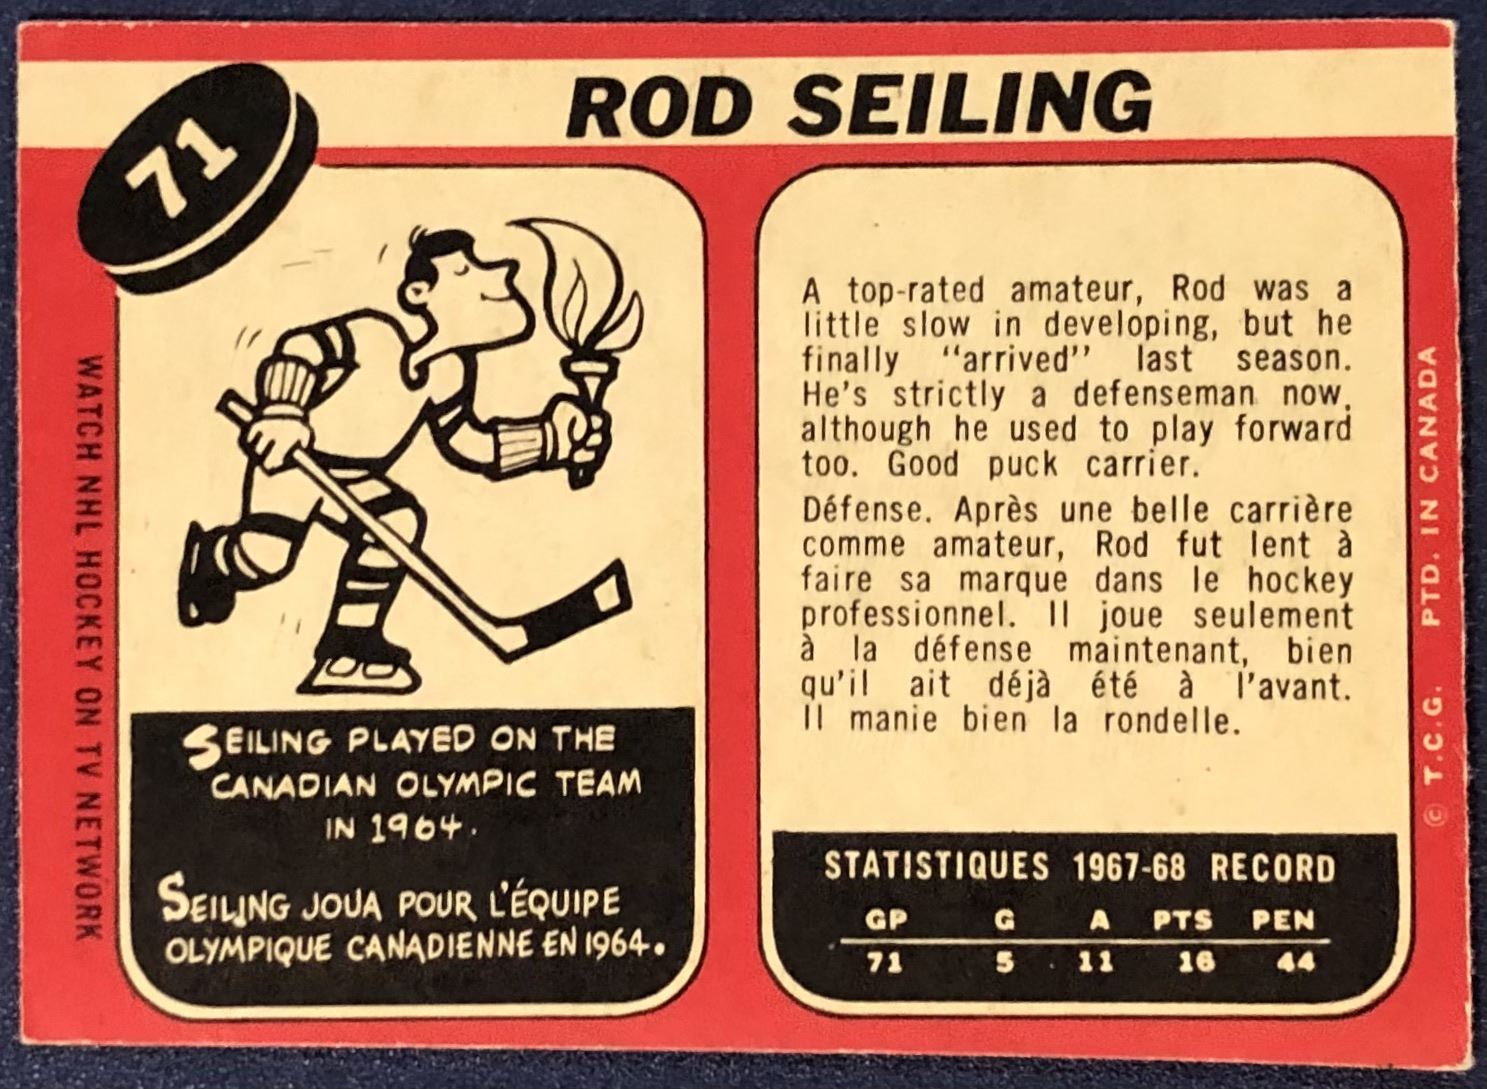 ROD SEILING
71
WATCH NHL HOCKEY ON TV NETWORK
SEILING PLAYED ON THE
CANADIAN OLYMPIC TEAM
IN 1964.
SEILING JOUA POUR L'ÉQUIPE
OLYMPIQUE CANADIENNE EN 1964.
A top-rated amateur, Rod was a
little slow in developing, but he
finally "arrived" last season.
He's strictly a defenseman now,
although he used to play forward
too. Good puck carrier.
Défense. Après une belle carrière
comme amateur, Rod fut lent à
faire sa marque dans le hockey
professionnel. Il joue seulement
à la défense maintenant, bien
qu'il ait déjà été à l'avant.
Il manie bien la rondelle.
STATISTIQUES 1967-68 RECORD
GP G A PTS PEN
71 5 11 16 44
© T.C.G. PTD. IN CANADA